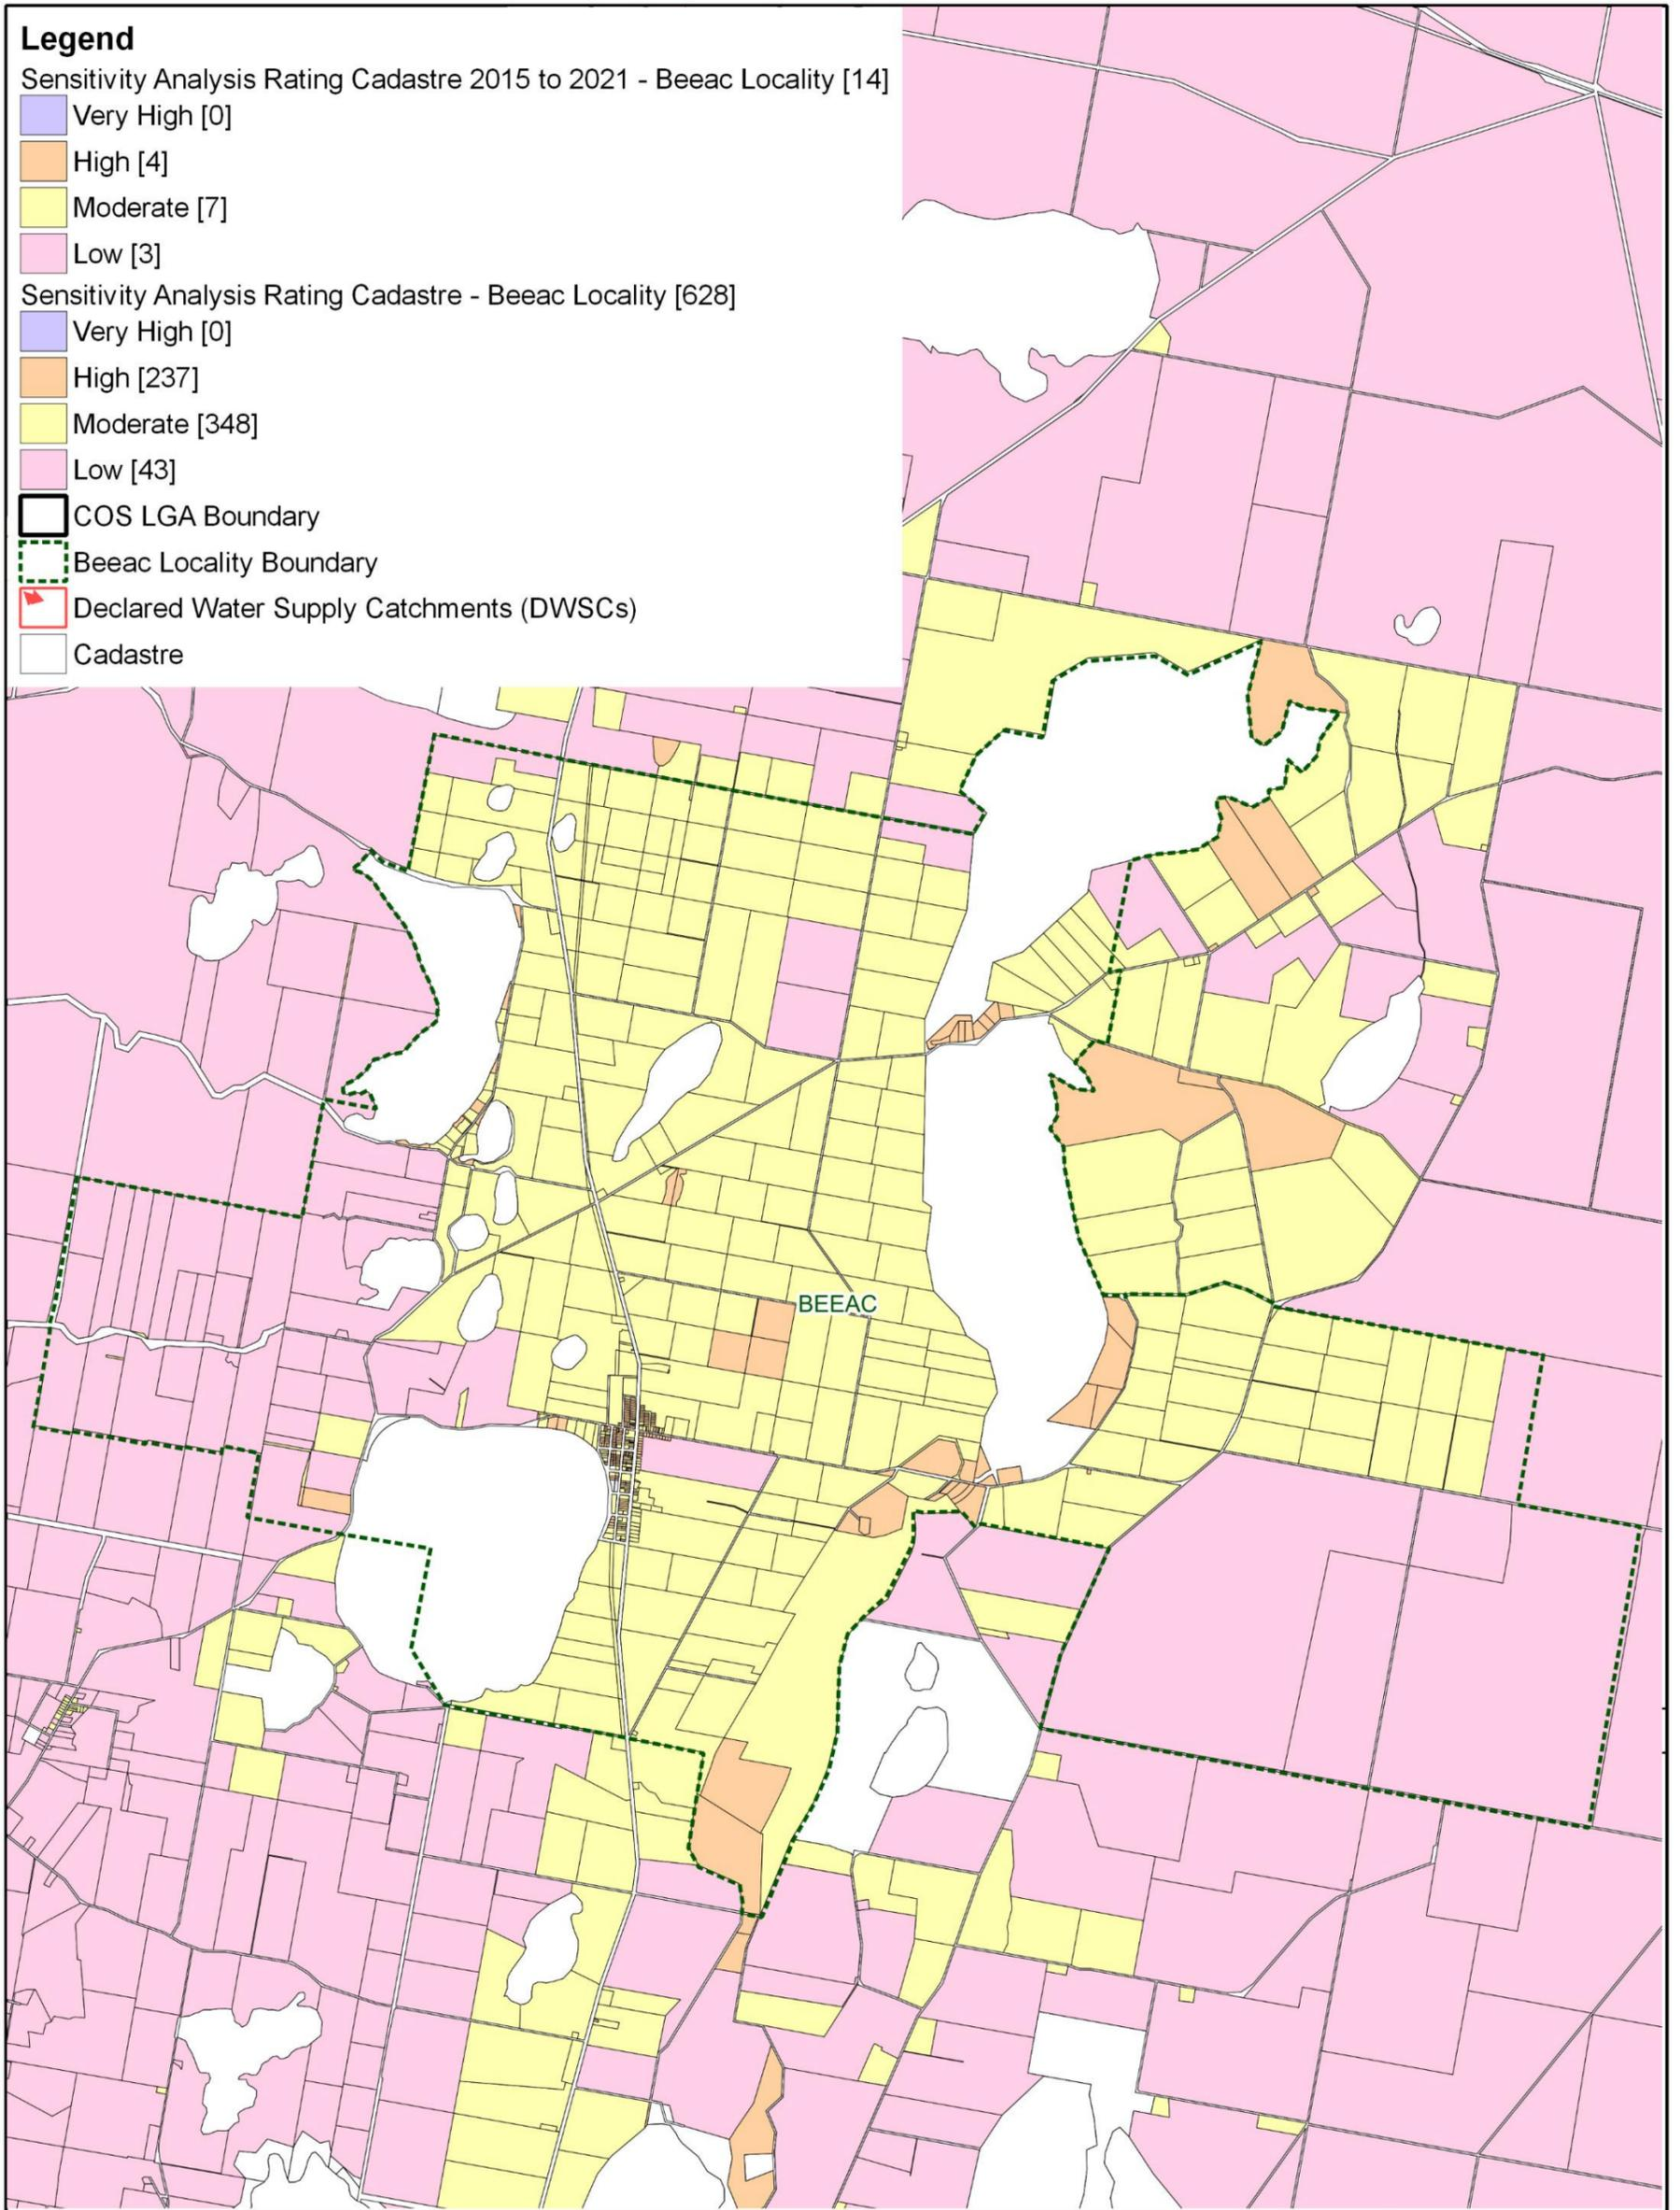 Legend
Sensitivity Analysis Rating Cadastre 2015 to 2021 - Beeac Locality [14]
Very High [0]
High [4]
Moderate [7]
Low [3]
Sensitivity Analysis Rating Cadastre - Beeac Locality [628]
Very High [0]
High [237]
Moderate [348]
Low [43]
COS LGA Boundary
Beeac Locality Boundary
Declared Water Supply Catchments (DWSCs)
Cadastre
BEEAC